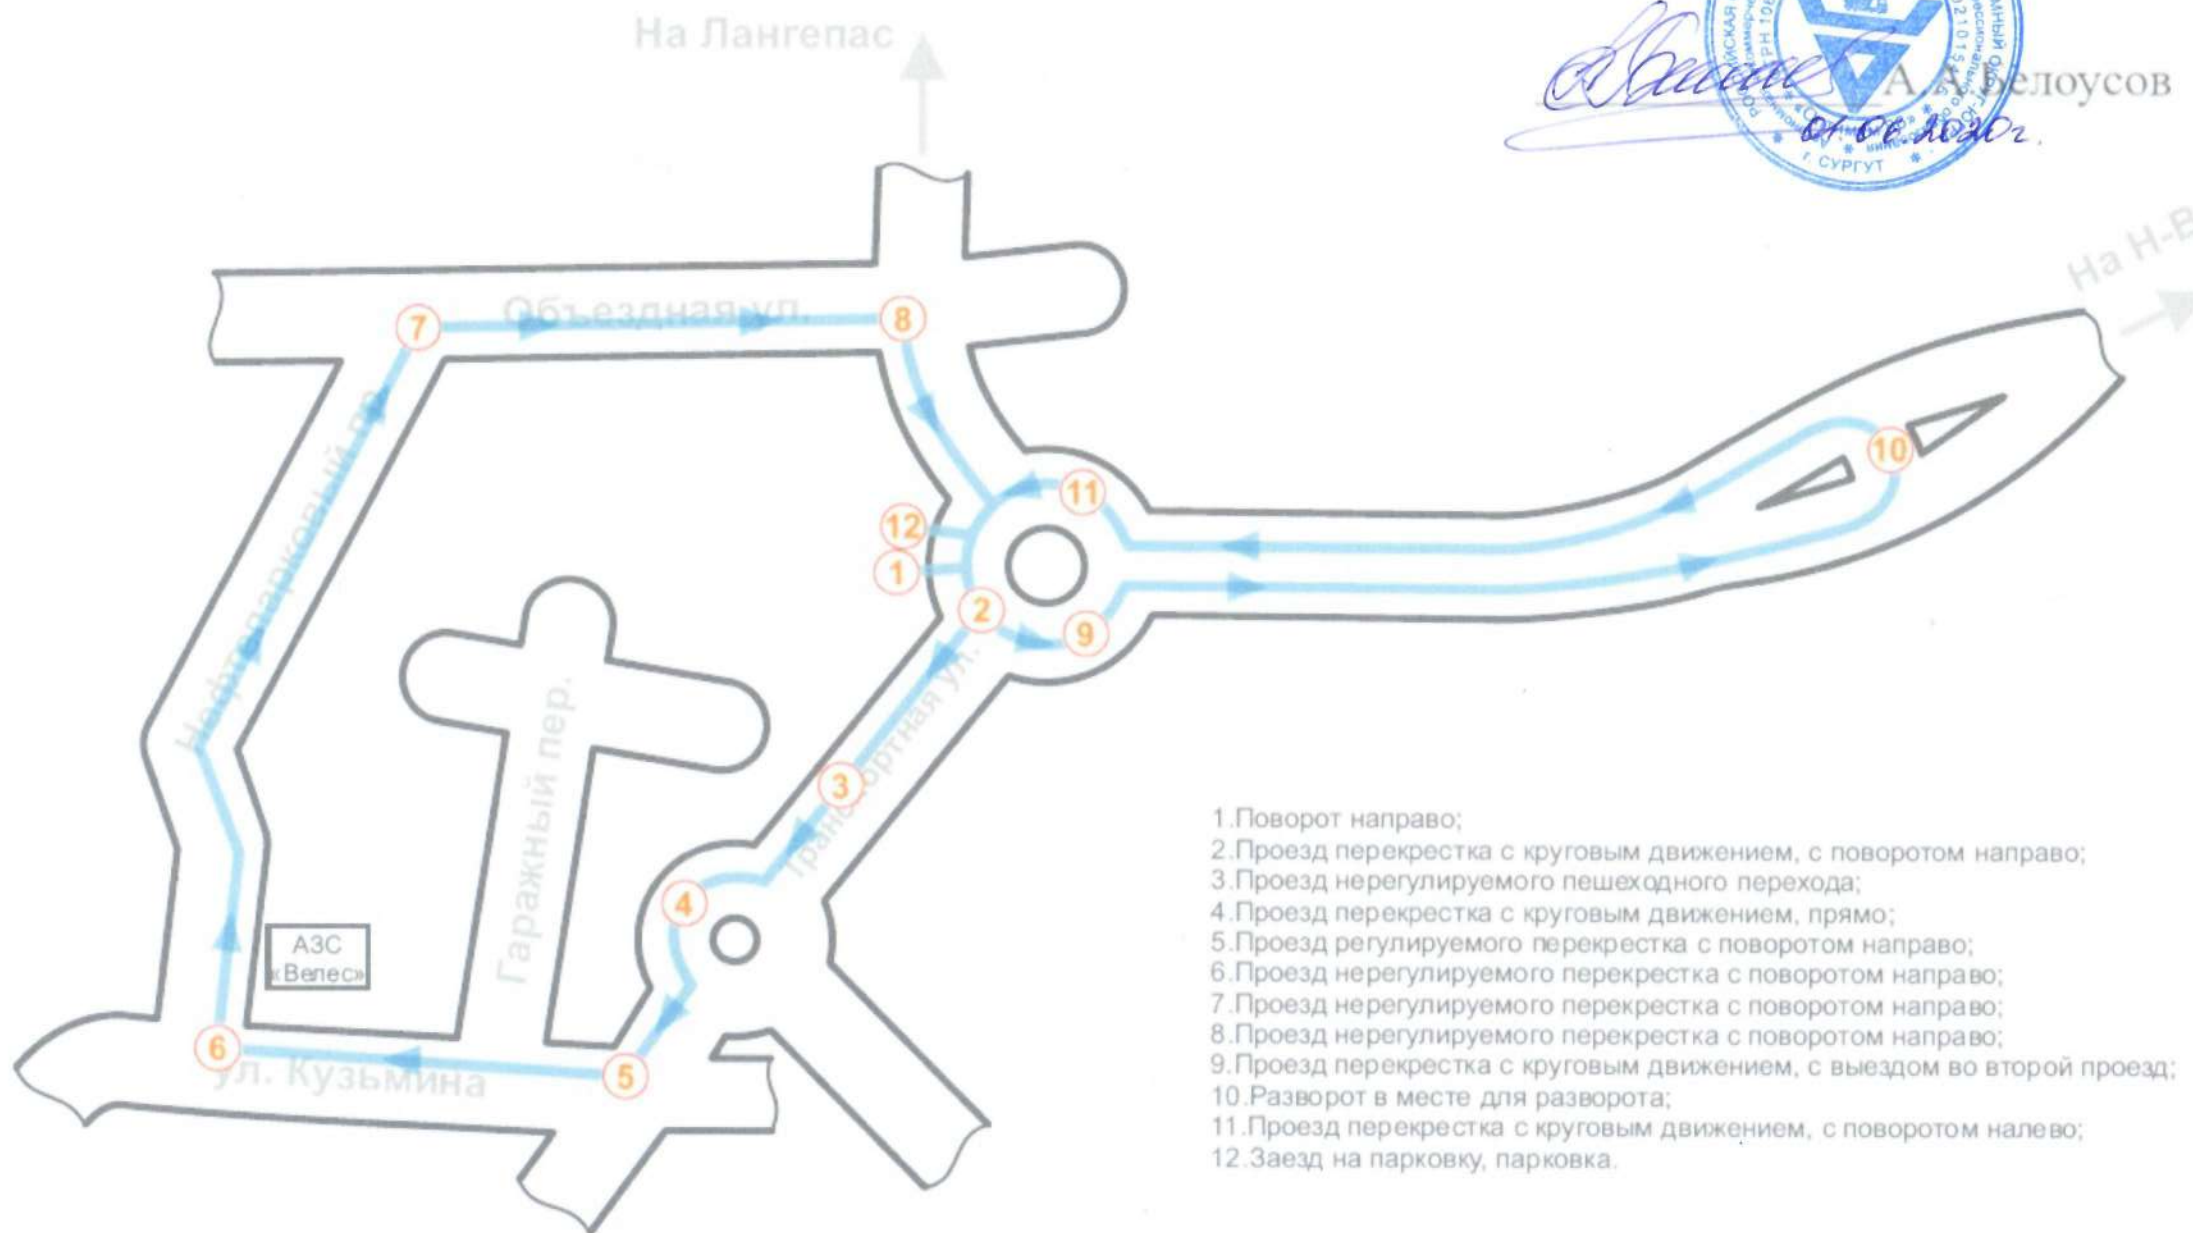 На Лангепас
А.А.Белоусов
01.06.2020г.
г. СУРГУТ
На Н-В
Объездная ул.
Нефтепарковый пр.
Гаражный пер.
Транспортная ул.
ул. Кузьмина
АЗС
«Велес»
7
8
10
11
12
1
2
9
3
4
6
5
1.Поворот направо;
2.Проезд перекрестка с круговым движением, с поворотом направо;
3.Проезд нерегулируемого пешеходного перехода;
4.Проезд перекрестка с круговым движением, прямо;
5.Проезд регулируемого перекрестка с поворотом направо;
6.Проезд нерегулируемого перекрестка с поворотом направо;
7.Проезд нерегулируемого перекрестка с поворотом направо;
8.Проезд нерегулируемого перекрестка с поворотом направо;
9.Проезд перекрестка с круговым движением, с выездом во второй проезд;
10.Разворот в месте для разворота;
11.Проезд перекрестка с круговым движением, с поворотом налево;
12.Заезд на парковку, парковка.